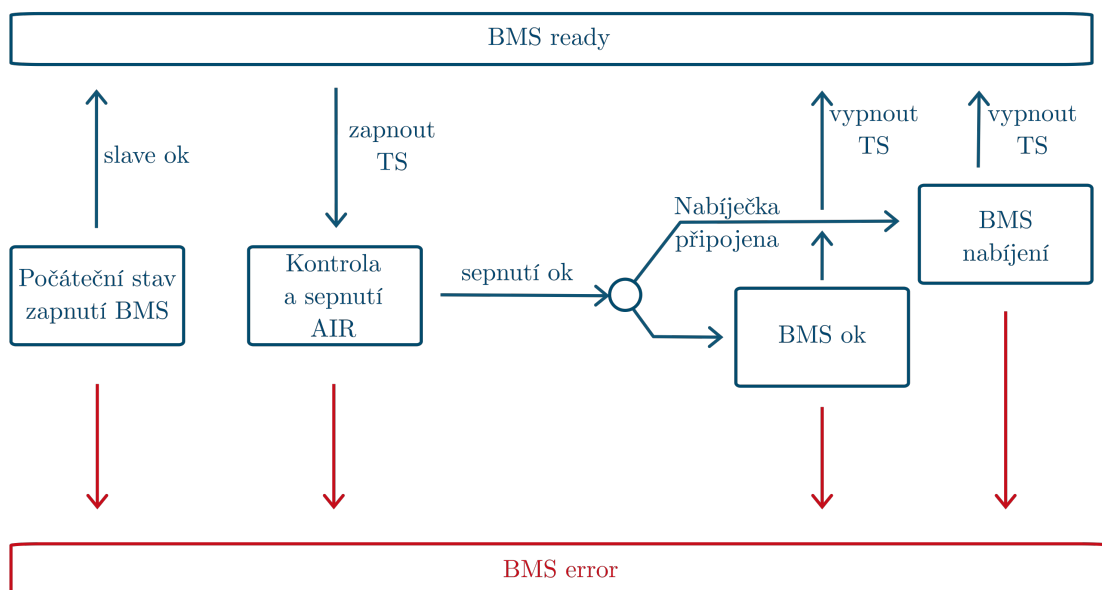 BMS ready
slave ok
zapnout
TS
vypnout
TS
vypnout
TS
Počáteční stav
zapnutí BMS
Kontrola
a sepnutí
AIR
sepnutí ok
Nabíječka
připojena
BMS ok
BMS
nabíjení
BMS error